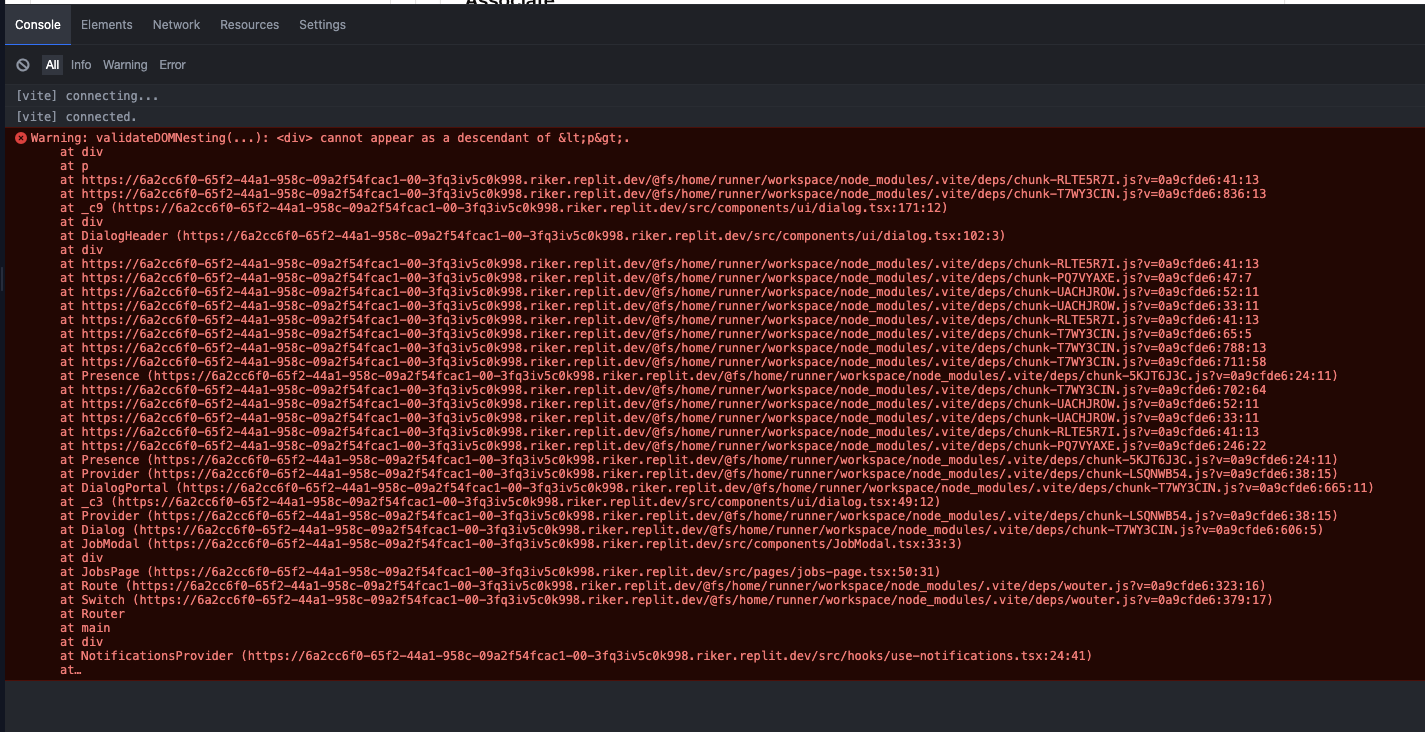 Associate
Console Elements Network Resources Settings
All Info Warning Error
[vite] connecting...
[vite] connected.
Warning: validateDOMNesting(...): <div> cannot appear as a descendant of &lt;p&gt;.
at div
at p
at https://6a2cc6f0-65f2-44a1-958c-09a2f54fcac1-00-3fq3iv5c0k998.riker.replit.dev/@fs/home/runner/workspace/node_modules/.vite/deps/chunk-RLTE5R7I.js?v=0a9cfde6:41:13
at https://6a2cc6f0-65f2-44a1-958c-09a2f54fcac1-00-3fq3iv5c0k998.riker.replit.dev/@fs/home/runner/workspace/node_modules/.vite/deps/chunk-T7WY3CIN.js?v=0a9cfde6:836:13
at _c9 (https://6a2cc6f0-65f2-44a1-958c-09a2f54fcac1-00-3fq3iv5c0k998.riker.replit.dev/src/components/ui/dialog.tsx:171:12)
at div
at DialogHeader (https://6a2cc6f0-65f2-44a1-958c-09a2f54fcac1-00-3fq3iv5c0k998.riker.replit.dev/src/components/ui/dialog.tsx:102:3)
at div
at https://6a2cc6f0-65f2-44a1-958c-09a2f54fcac1-00-3fq3iv5c0k998.riker.replit.dev/@fs/home/runner/workspace/node_modules/.vite/deps/chunk-RLTE5R7I.js?v=0a9cfde6:41:13
at https://6a2cc6f0-65f2-44a1-958c-09a2f54fcac1-00-3fq3iv5c0k998.riker.replit.dev/@fs/home/runner/workspace/node_modules/.vite/deps/chunk-PQ7VYAXE.js?v=0a9cfde6:47:7
at https://6a2cc6f0-65f2-44a1-958c-09a2f54fcac1-00-3fq3iv5c0k998.riker.replit.dev/@fs/home/runner/workspace/node_modules/.vite/deps/chunk-UACHJROW.js?v=0a9cfde6:52:11
at https://6a2cc6f0-65f2-44a1-958c-09a2f54fcac1-00-3fq3iv5c0k998.riker.replit.dev/@fs/home/runner/workspace/node_modules/.vite/deps/chunk-UACHJROW.js?v=0a9cfde6:33:11
at https://6a2cc6f0-65f2-44a1-958c-09a2f54fcac1-00-3fq3iv5c0k998.riker.replit.dev/@fs/home/runner/workspace/node_modules/.vite/deps/chunk-RLTE5R7I.js?v=0a9cfde6:41:13
at https://6a2cc6f0-65f2-44a1-958c-09a2f54fcac1-00-3fq3iv5c0k998.riker.replit.dev/@fs/home/runner/workspace/node_modules/.vite/deps/chunk-T7WY3CIN.js?v=0a9cfde6:65:5
at https://6a2cc6f0-65f2-44a1-958c-09a2f54fcac1-00-3fq3iv5c0k998.riker.replit.dev/@fs/home/runner/workspace/node_modules/.vite/deps/chunk-T7WY3CIN.js?v=0a9cfde6:788:13
at https://6a2cc6f0-65f2-44a1-958c-09a2f54fcac1-00-3fq3iv5c0k998.riker.replit.dev/@fs/home/runner/workspace/node_modules/.vite/deps/chunk-T7WY3CIN.js?v=0a9cfde6:711:58
at Presence (https://6a2cc6f0-65f2-44a1-958c-09a2f54fcac1-00-3fq3iv5c0k998.riker.replit.dev/@fs/home/runner/workspace/node_modules/.vite/deps/chunk-5KJT6J3C.js?v=0a9cfde6:24:11)
at https://6a2cc6f0-65f2-44a1-958c-09a2f54fcac1-00-3fq3iv5c0k998.riker.replit.dev/@fs/home/runner/workspace/node_modules/.vite/deps/chunk-T7WY3CIN.js?v=0a9cfde6:702:64
at https://6a2cc6f0-65f2-44a1-958c-09a2f54fcac1-00-3fq3iv5c0k998.riker.replit.dev/@fs/home/runner/workspace/node_modules/.vite/deps/chunk-UACHJROW.js?v=0a9cfde6:52:11
at https://6a2cc6f0-65f2-44a1-958c-09a2f54fcac1-00-3fq3iv5c0k998.riker.replit.dev/@fs/home/runner/workspace/node_modules/.vite/deps/chunk-UACHJROW.js?v=0a9cfde6:33:11
at https://6a2cc6f0-65f2-44a1-958c-09a2f54fcac1-00-3fq3iv5c0k998.riker.replit.dev/@fs/home/runner/workspace/node_modules/.vite/deps/chunk-RLTE5R7I.js?v=0a9cfde6:41:13
at https://6a2cc6f0-65f2-44a1-958c-09a2f54fcac1-00-3fq3iv5c0k998.riker.replit.dev/@fs/home/runner/workspace/node_modules/.vite/deps/chunk-PQ7VYAXE.js?v=0a9cfde6:246:22
at Presence (https://6a2cc6f0-65f2-44a1-958c-09a2f54fcac1-00-3fq3iv5c0k998.riker.replit.dev/@fs/home/runner/workspace/node_modules/.vite/deps/chunk-5KJT6J3C.js?v=0a9cfde6:24:11)
at Provider (https://6a2cc6f0-65f2-44a1-958c-09a2f54fcac1-00-3fq3iv5c0k998.riker.replit.dev/@fs/home/runner/workspace/node_modules/.vite/deps/chunk-LSQNWB54.js?v=0a9cfde6:38:15)
at DialogPortal (https://6a2cc6f0-65f2-44a1-958c-09a2f54fcac1-00-3fq3iv5c0k998.riker.replit.dev/@fs/home/runner/workspace/node_modules/.vite/deps/chunk-T7WY3CIN.js?v=0a9cfde6:665:11)
at _c3 (https://6a2cc6f0-65f2-44a1-958c-09a2f54fcac1-00-3fq3iv5c0k998.riker.replit.dev/src/components/ui/dialog.tsx:49:12)
at Provider (https://6a2cc6f0-65f2-44a1-958c-09a2f54fcac1-00-3fq3iv5c0k998.riker.replit.dev/@fs/home/runner/workspace/node_modules/.vite/deps/chunk-LSQNWB54.js?v=0a9cfde6:38:15)
at Dialog (https://6a2cc6f0-65f2-44a1-958c-09a2f54fcac1-00-3fq3iv5c0k998.riker.replit.dev/@fs/home/runner/workspace/node_modules/.vite/deps/chunk-T7WY3CIN.js?v=0a9cfde6:606:5)
at JobModal (https://6a2cc6f0-65f2-44a1-958c-09a2f54fcac1-00-3fq3iv5c0k998.riker.replit.dev/src/components/JobModal.tsx:33:3)
at div
at JobsPage (https://6a2cc6f0-65f2-44a1-958c-09a2f54fcac1-00-3fq3iv5c0k998.riker.replit.dev/src/pages/jobs-page.tsx:50:31)
at Route (https://6a2cc6f0-65f2-44a1-958c-09a2f54fcac1-00-3fq3iv5c0k998.riker.replit.dev/@fs/home/runner/workspace/node_modules/.vite/deps/wouter.js?v=0a9cfde6:323:16)
at Switch (https://6a2cc6f0-65f2-44a1-958c-09a2f54fcac1-00-3fq3iv5c0k998.riker.replit.dev/@fs/home/runner/workspace/node_modules/.vite/deps/wouter.js?v=0a9cfde6:379:17)
at Router
at main
at div
at NotificationsProvider (https://6a2cc6f0-65f2-44a1-958c-09a2f54fcac1-00-3fq3iv5c0k998.riker.replit.dev/src/hooks/use-notifications.tsx:24:41)
at…